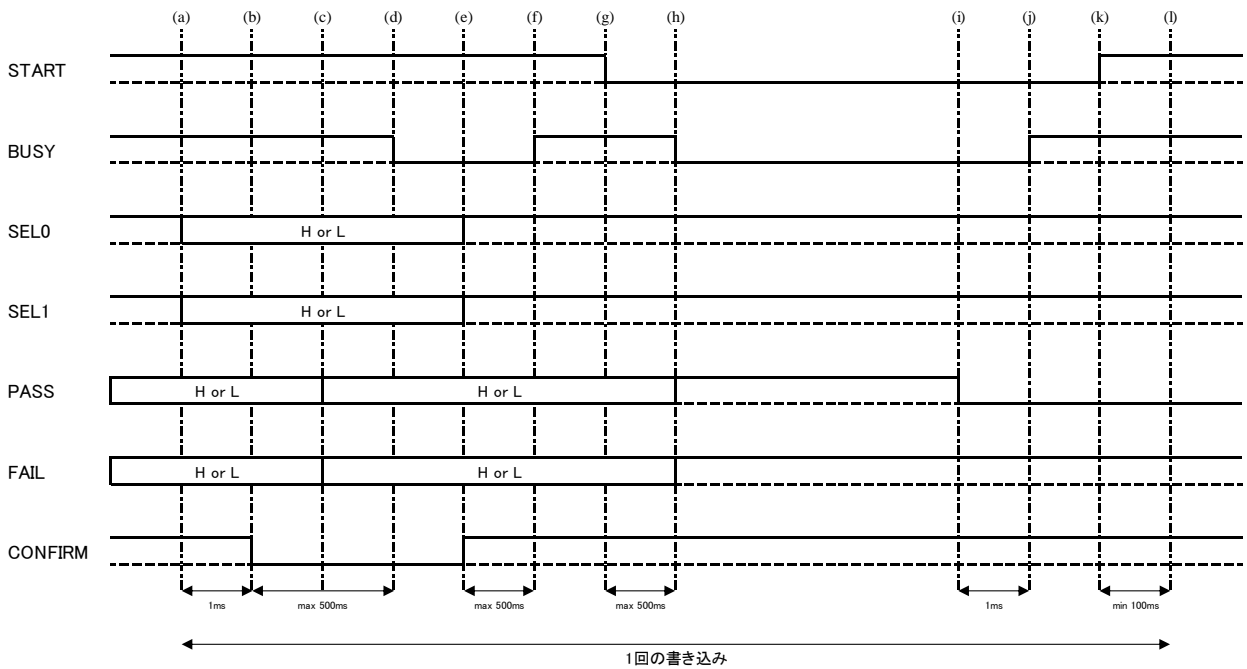 (a) (b) (c) (d) (e) (f) (g) (h) (i) (j) (k) (l)
START
BUSY
SEL0 H or L
SEL1 H or L
PASS H or L H or L
FAIL H or L H or L
CONFIRM
1ms max 500ms max 500ms max 500ms 1ms min 100ms
1回の書き込み